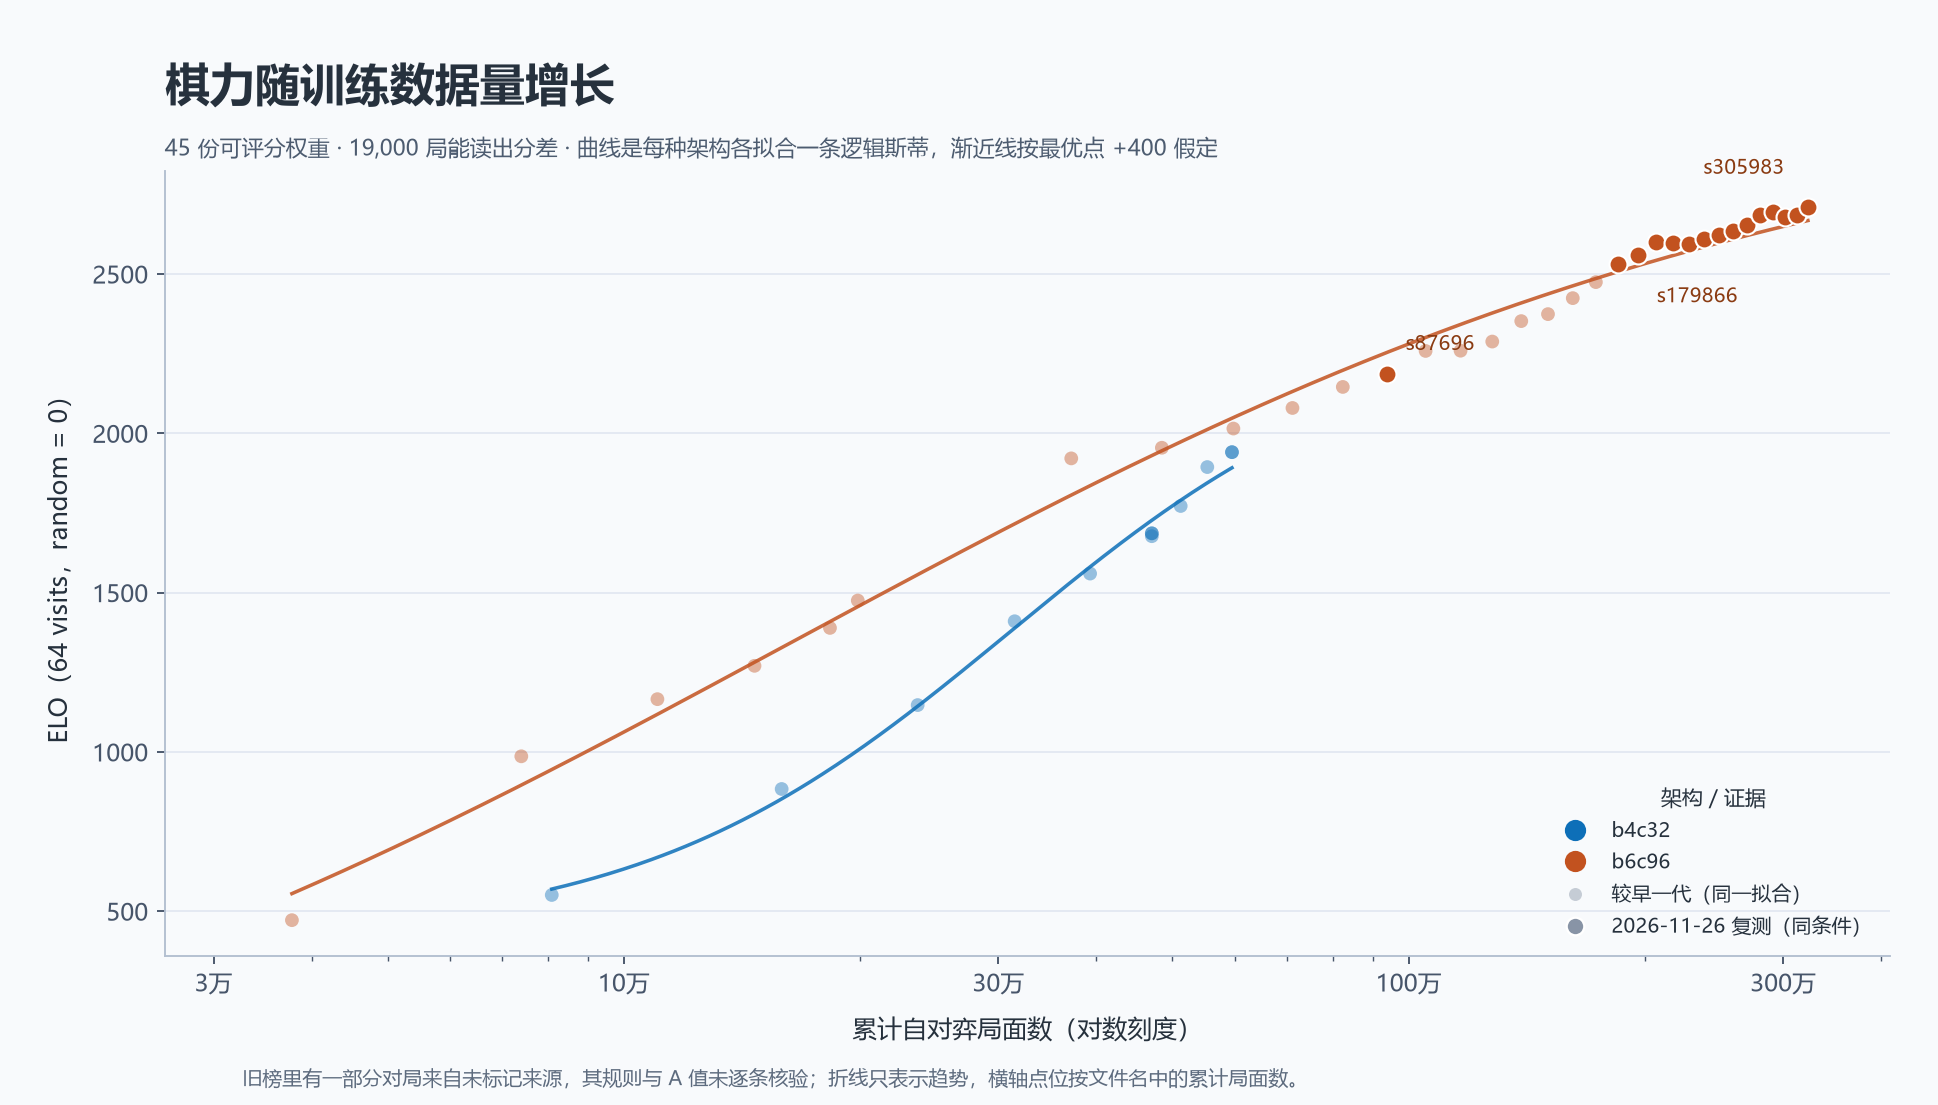 棋力随训练数据量增长
45 份可评分权重 · 19,000 局能读出分差 · 曲线是每种架构各拟合一条逻辑斯蒂，渐近线按最优点 +400 假定
s305983
2500
s179866
s87696
2000
ELO（64 visits，random = 0）
1500
1000
500
架构 / 证据
b4c32
b6c96
较早一代（同一拟合）
2026-11-26 复测（同条件）
3万
10万
30万
100万
300万
累计自对弈局面数（对数刻度）
旧榜里有一部分对局来自未标记来源，其规则与 A 值未逐条核验；折线只表示趋势，横轴点位按文件名中的累计局面数。